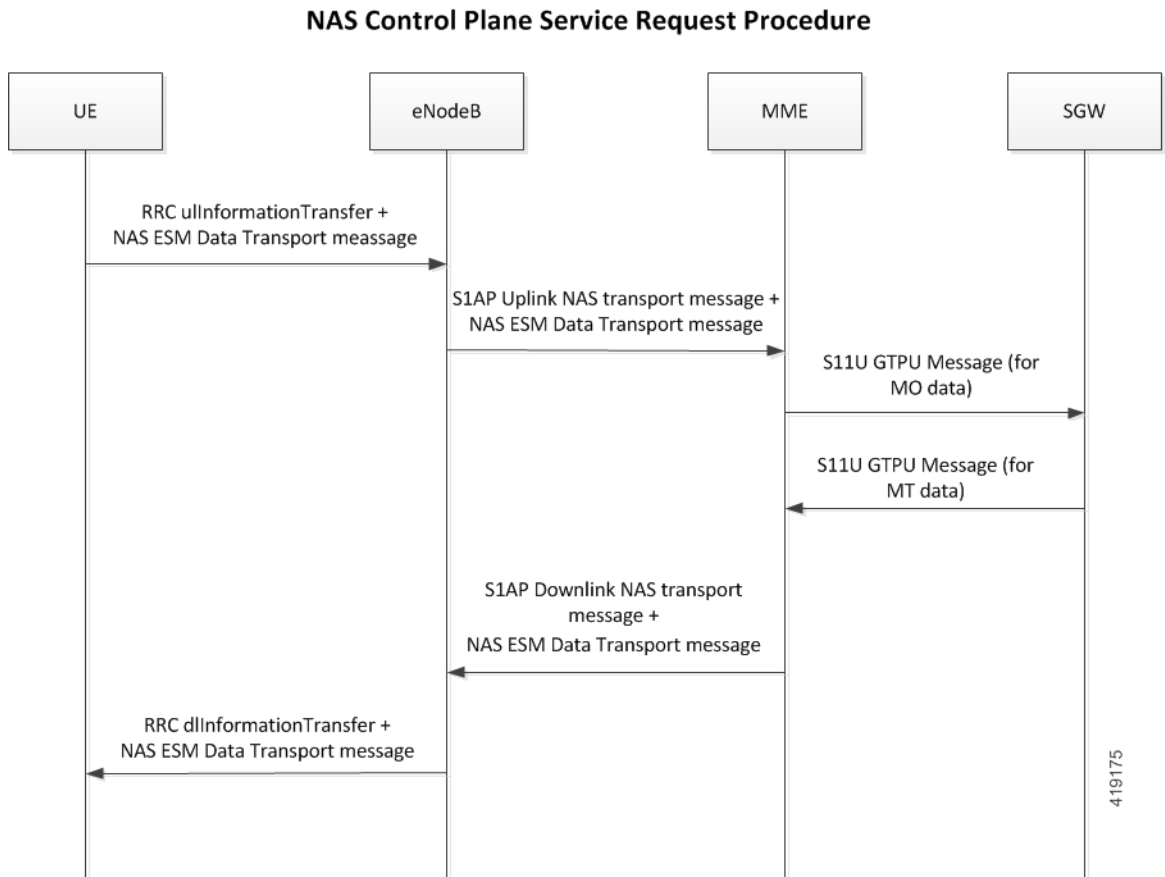 NAS Control Plane Service Request Procedure
UE
eNodeB
MME
SGW
RRC ulInformationTransfer +
NAS ESM Data Transport meassage
S1AP Uplink NAS transport message +
NAS ESM Data Transport message
S11U GTPU Message (for
MO data)
S11U GTPU Message (for
MT data)
S1AP Downlink NAS transport
message +
NAS ESM Data Transport message
RRC dlInformationTransfer +
NAS ESM Data Transport message
419175